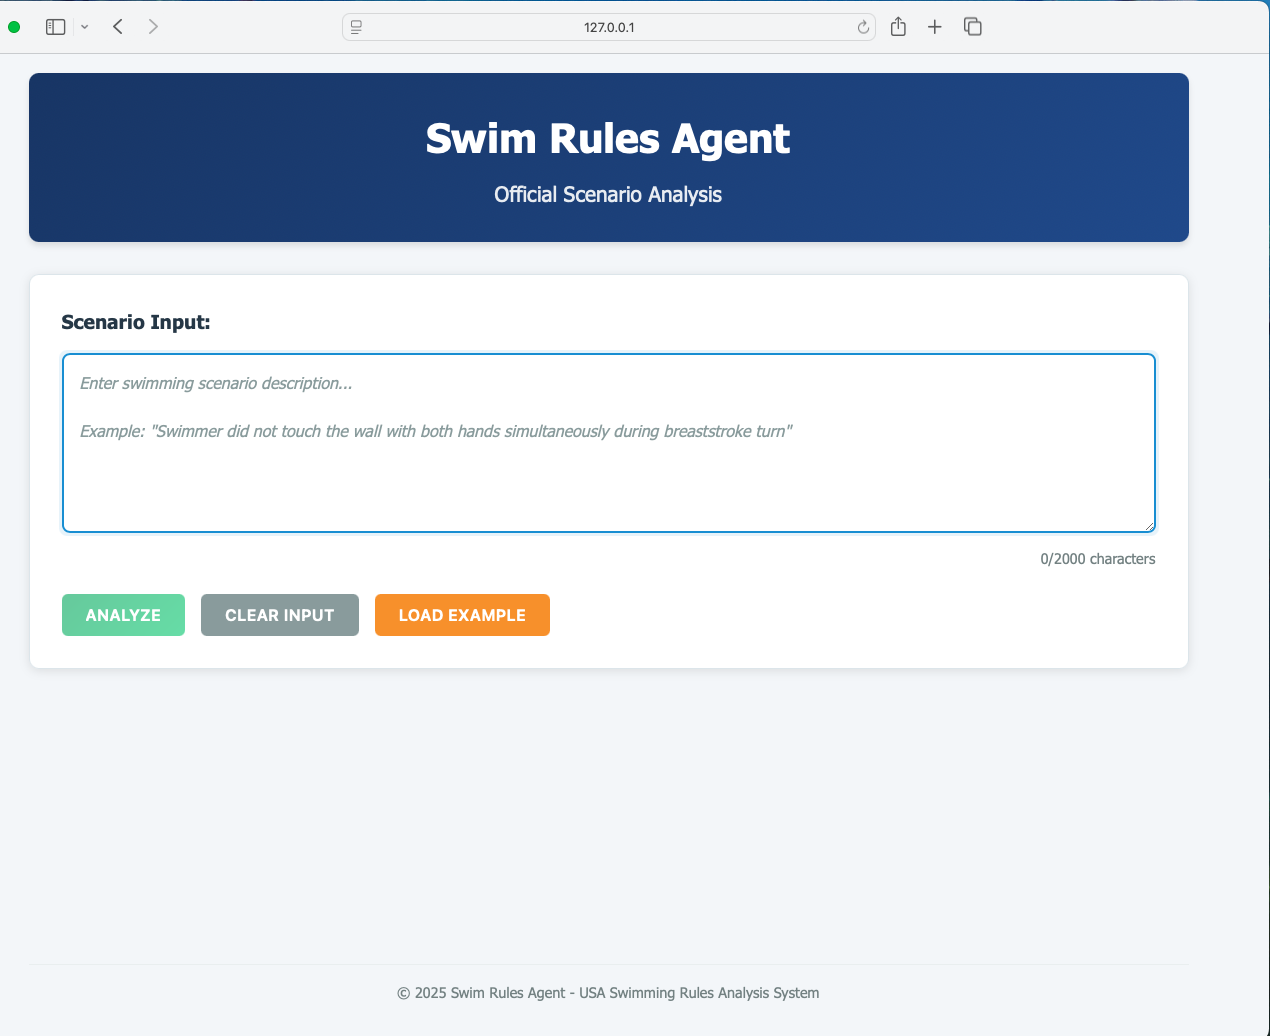 127.0.0.1
Swim Rules Agent
Official Scenario Analysis
Scenario Input:
Enter swimming scenario description...
Example: "Swimmer did not touch the wall with both hands simultaneously during breaststroke turn"
0/2000 characters
ANALYZE
CLEAR INPUT
LOAD EXAMPLE
© 2025 Swim Rules Agent - USA Swimming Rules Analysis System